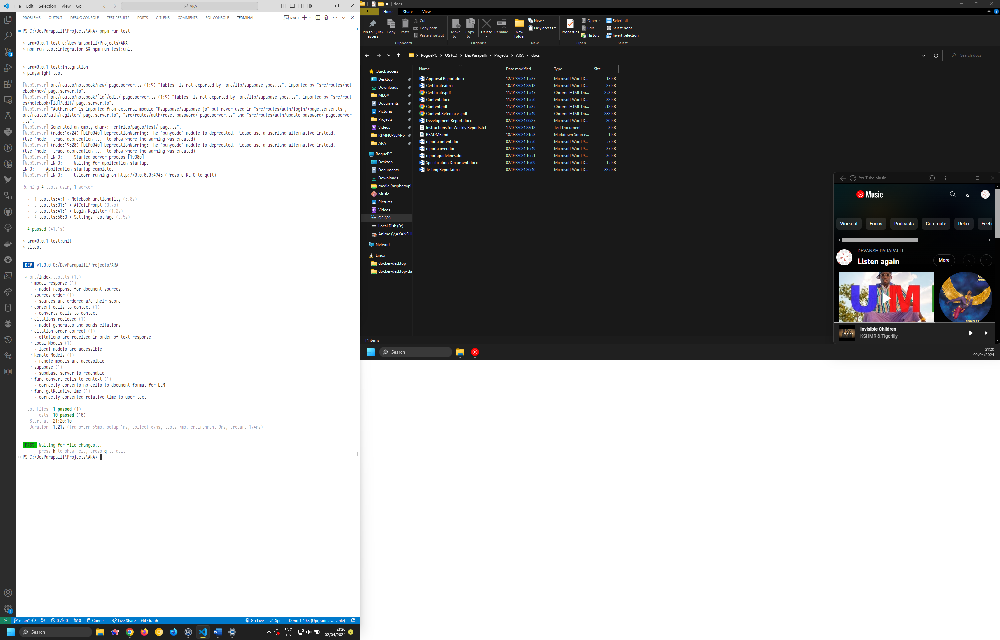 File Edit Selection View Go ··· ARA
PROBLEMS OUTPUT DEBUG CONSOLE TEST RESULTS PORTS GITLENS COMMENTS SQL CONSOLE TERMINAL pwsh
PS C:\DevParapalli\Projects\ARA> pnpm run test
> ara@0.0.1 test C:\DevParapalli\Projects\ARA
> npm run test:integration && npm run test:unit
> ara@0.0.1 test:integration
> playwright test
[WebServer] src/routes/notebook/new/+page.server.ts (1:9) "Tables" is not exported by "src/lib/supabaseTypes.ts", imported by "src/routes/not
ebook/new/+page.server.ts".
[WebServer] src/routes/notebook/[id]/edit/+page.server.ts (1:9) "Tables" is not exported by "src/lib/supabaseTypes.ts", imported by "src/rout
es/notebook/[id]/edit/+page.server.ts".
[WebServer] "AuthError" is imported from external module "@supabase/supabase-js" but never used in "src/routes/auth/login/+page.server.ts", "
src/routes/auth/register/+page.server.ts", "src/routes/auth/reset_password/+page.server.ts" and "src/routes/auth/update_password/+page.server
.ts".
[WebServer] Generated an empty chunk: "entries/pages/test/_page.ts".
[WebServer] (node:16724) [DEP0040] DeprecationWarning: The `punycode` module is deprecated. Please use a userland alternative instead.
(Use `node --trace-deprecation ...` to show where the warning was created)
[WebServer] (node:19528) [DEP0040] DeprecationWarning: The `punycode` module is deprecated. Please use a userland alternative instead.
(Use `node --trace-deprecation ...` to show where the warning was created)
[WebServer] INFO: Started server process [19380]
[WebServer] INFO: Waiting for application startup.
INFO: Application startup complete.
[WebServer] INFO: Uvicorn running on http://0.0.0.0:4945 (Press CTRL+C to quit)
Running 4 tests using 1 worker
✓ 1 test.ts:4:1 › NotebookFunctionality (5.8s)
✓ 2 test.ts:31:1 › AICellPrompt (3.7s)
✓ 3 test.ts:41:1 › Login_Register (1.2s)
✓ 4 test.ts:50:3 › Settings_TestPage (2.5s)
4 passed (41.1s)
> ara@0.0.1 test:unit
> vitest
DEV v1.3.0 C:/DevParapalli/Projects/ARA
✓ src/index.test.ts (10)
✓ model_response (1)
✓ model response for document sources
✓ sources_order (1)
✓ sources are ordered a/c their score
✓ convert_cells_to_context (1)
✓ converts cells to context
✓ citations recieved (1)
✓ model generates and sends citations
✓ citation order correct (1)
✓ citations are received in order of text response
✓ Local Models (1)
✓ local models are accessible
✓ Remote Models (1)
✓ remote models are accessible
✓ supabase (1)
✓ supabase server is reachable
✓ func convert_cells_to_context (1)
✓ correctly converts nb cells to document format for LLM
✓ func getRelativeTime (1)
✓ correctly converted relative time to user text
Test Files 1 passed (1)
Tests 10 passed (10)
Start at 21:20:10
Duration 1.21s (transform 55ms, setup 1ms, collect 67ms, tests 7ms, environment 0ms, prepare 174ms)
PASS Waiting for file changes...
press h to show help, press q to quit
PS C:\DevParapalli\Projects\ARA>
12
1
main* 0 0 0 Connect Live Share Git Graph Go Live Spell Deno 1.40.3 (Upgrade available)
Search ENG US 21:20 02/04/2024 7
docs
File Home Share View
Pin to Quick access Copy Paste Cut Copy path Paste shortcut Clipboard
Move to Copy to Delete Rename Organise
New folder New Easy access New
Properties Open Edit History Open
Select all Select none Invert selection Select
RoguePC › OS (C:) › DevParapalli › Projects › ARA › docs
Search docs
Quick access
Desktop
Downloads
MEGA
Documents
Pictures
Projects
Videos
RTMNU-SEM-6
ARA
RoguePC
Desktop
Documents
Downloads
media (raspberrypi
Music
Pictures
Videos
OS (C:)
Local Disk (D:)
Anime (\\AKANSHI
Network
Linux
docker-desktop
docker-desktop-da
Name Date modified Type Size
Approval Report.docx 12/02/2024 15:37 Microsoft Word D... 18 KB
Certificate.docx 10/01/2024 23:12 Microsoft Word D... 27 KB
Certificate.pdf 11/01/2024 15:47 Chrome HTML Do... 253 KB
Content.docx 11/01/2024 15:50 Microsoft Word D... 32 KB
Content.pdf 11/01/2024 15:35 Chrome HTML Do... 512 KB
Content.References.pdf 11/01/2024 15:49 Chrome HTML Do... 282 KB
Development Report.docx 02/04/2024 00:27 Microsoft Word D... 20 KB
Instructions for Weekly Reports.txt 17/02/2024 23:12 Text Document 3 KB
README.md 18/03/2024 21:53 Markdown Source... 1 KB
report.content.doc 02/04/2024 16:50 Microsoft Word 9... 57 KB
report.cover.doc 02/04/2024 16:49 Microsoft Word 9... 37 KB
report.guidelines.doc 02/04/2024 16:51 Microsoft Word 9... 36 KB
Specification Document.docx 02/04/2024 16:09 Microsoft Word D... 15 KB
Testing Report.docx 02/04/2024 20:40 Microsoft Word D... 825 KB
14 items
YouTube Music
Music
Workout Focus Podcasts Commute Relax Feel g
DEVANSH PARAPALLI
Listen again
More
UM
Invisible Children
KSHMR & Tigerlily
Search
21:20
02/04/2024